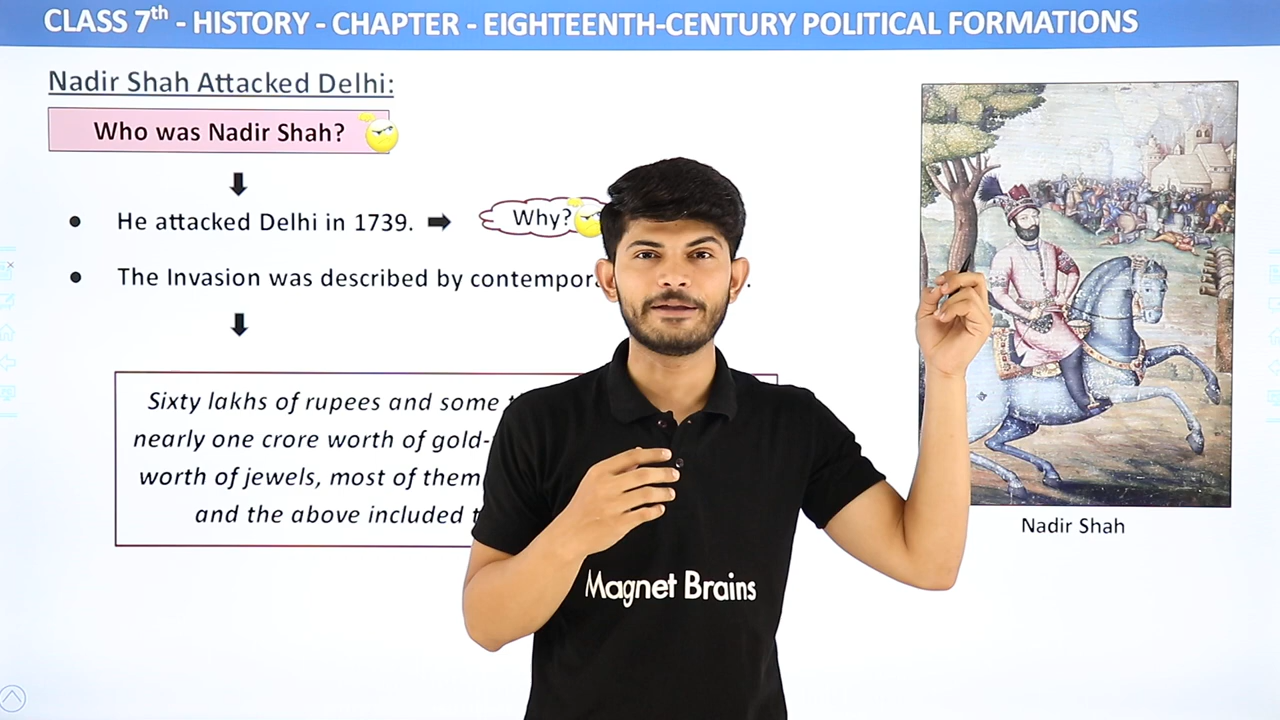 CLASS 7th - HISTORY - CHAPTER - EIGHTEENTH-CENTURY POLITICAL FORMATIONS
Nadir Shah Attacked Delhi:
Who was Nadir Shah?
He attacked Delhi in 1739.
Why?
The Invasion was described by
Sixty lakhs of rupees and some
nearly one crore worth of gold-
worth of jewels, most of them
and the above included
Nadir Shah
Magnet Brains